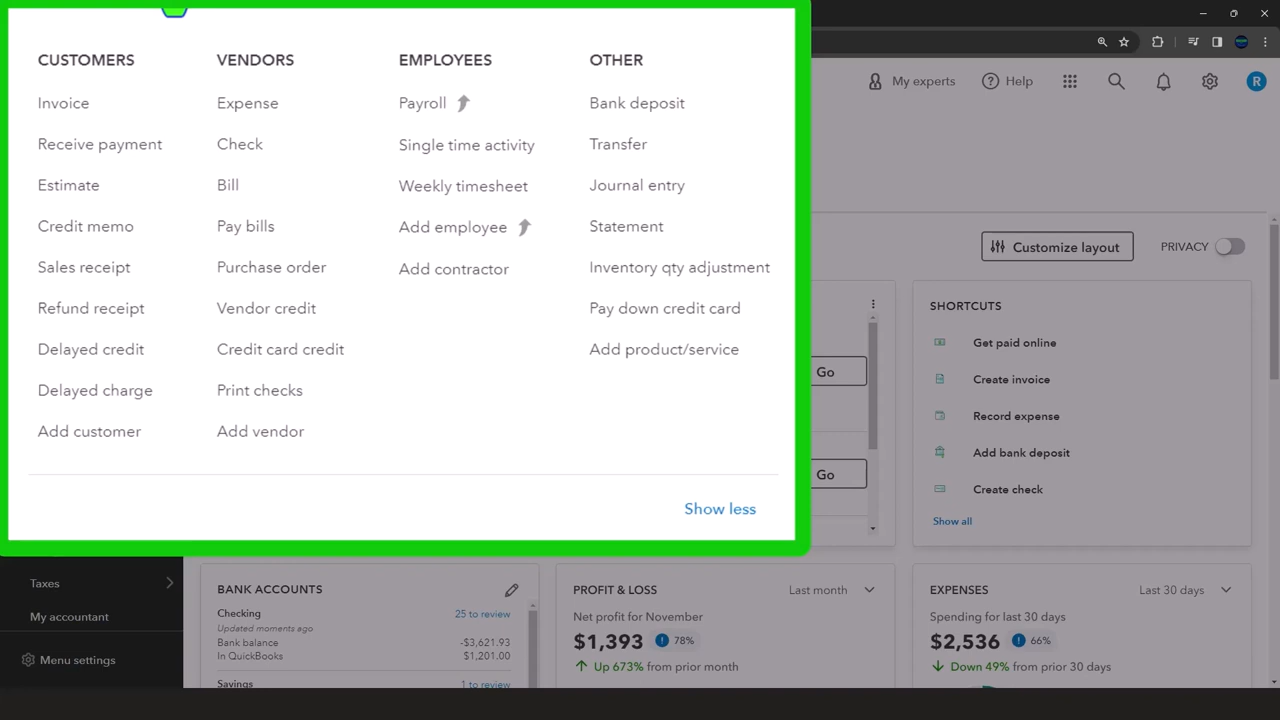 CUSTOMERS
Invoice
Receive payment
Estimate
Credit memo
Sales receipt
Refund receipt
Delayed credit
Delayed charge
Add customer
VENDORS
Expense
Check
Bill
Pay bills
Purchase order
Vendor credit
Credit card credit
Print checks
Add vendor
EMPLOYEES
Payroll
Single time activity
Weekly timesheet
Add employee
Add contractor
OTHER
Bank deposit
Transfer
Journal entry
Statement
Inventory qty adjustment
Pay down credit card
Add product/service
Show less
My experts
Help
R
Customize layout
PRIVACY
Go
Go
SHORTCUTS
Get paid online
Create invoice
Record expense
Add bank deposit
Create check
Show all
Taxes
My accountant
Menu settings
BANK ACCOUNTS
Checking 25 to review
Updated moments ago
Bank balance -$3,621.93
In QuickBooks $1,201.00
Savings 1 to review
PROFIT & LOSS Last month
Net profit for November
$1,393 78%
Up 673% from prior month
EXPENSES Last 30 days
Spending for last 30 days
$2,536 66%
Down 49% from prior 30 days